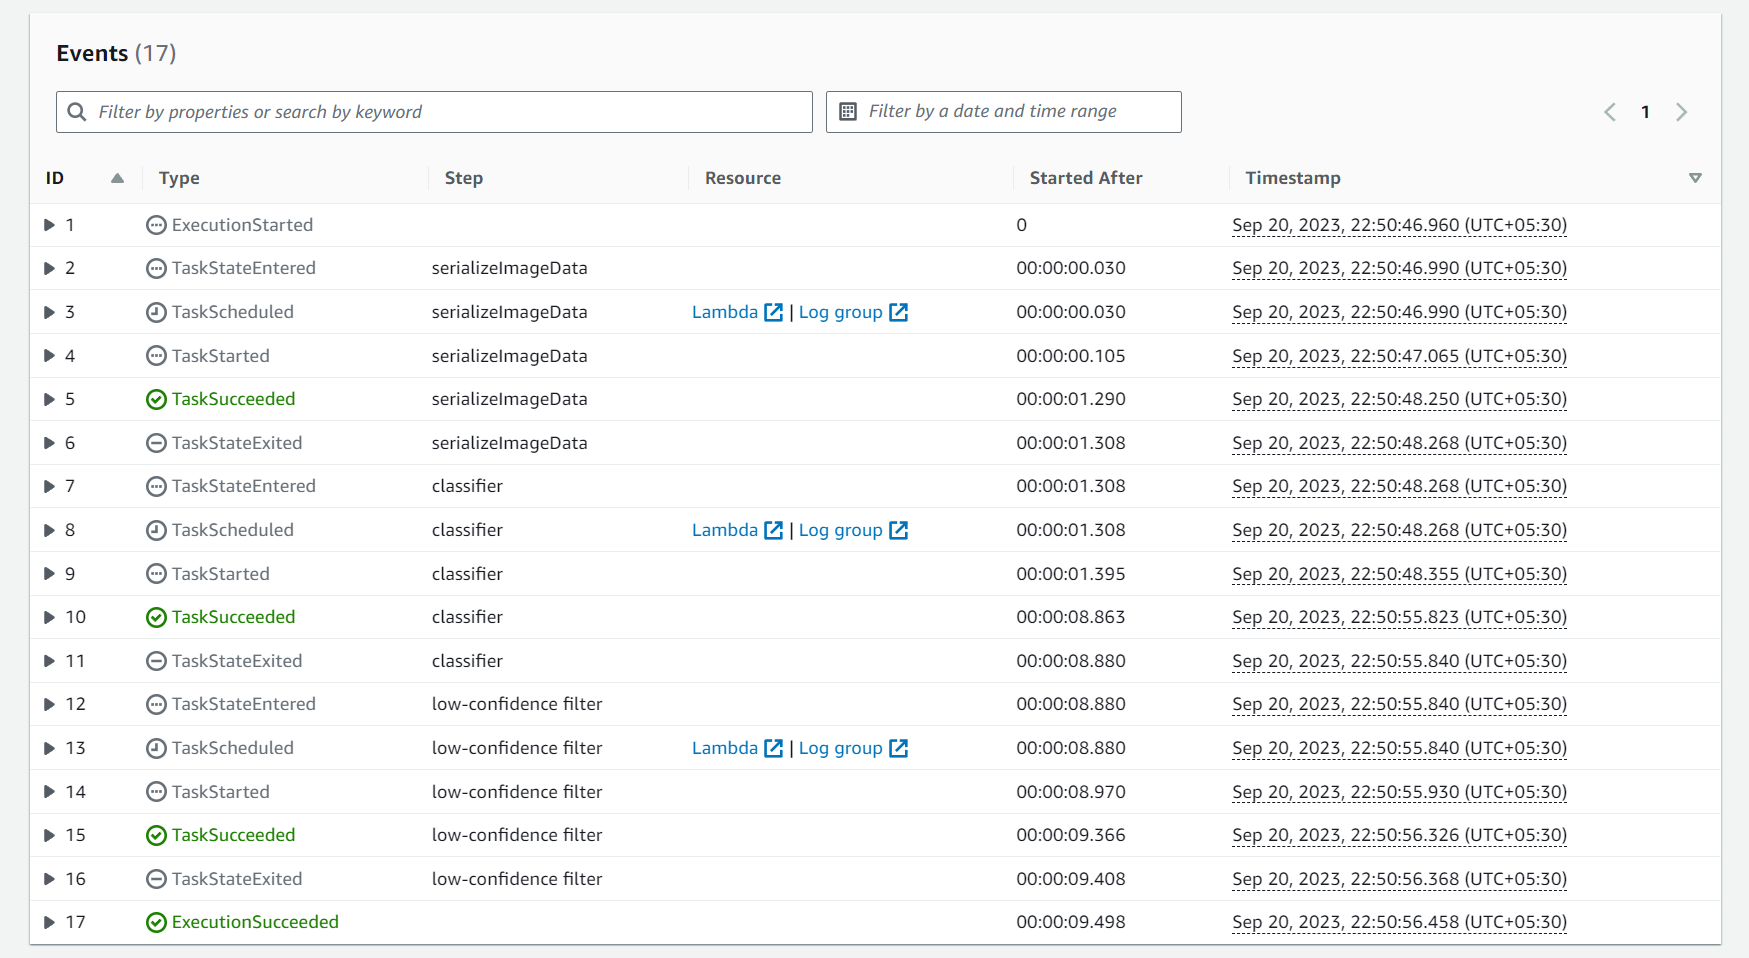 Events (17)
Filter by properties or search by keyword Filter by a date and time range 1
ID Type Step Resource Started After Timestamp
1 ExecutionStarted 0 Sep 20, 2023, 22:50:46.960 (UTC+05:30)
2 TaskStateEntered serializeImageData 00:00:00.030 Sep 20, 2023, 22:50:46.990 (UTC+05:30)
3 TaskScheduled serializeImageData Lambda | Log group 00:00:00.030 Sep 20, 2023, 22:50:46.990 (UTC+05:30)
4 TaskStarted serializeImageData 00:00:00.105 Sep 20, 2023, 22:50:47.065 (UTC+05:30)
5 TaskSucceeded serializeImageData 00:00:01.290 Sep 20, 2023, 22:50:48.250 (UTC+05:30)
6 TaskStateExited serializeImageData 00:00:01.308 Sep 20, 2023, 22:50:48.268 (UTC+05:30)
7 TaskStateEntered classifier 00:00:01.308 Sep 20, 2023, 22:50:48.268 (UTC+05:30)
8 TaskScheduled classifier Lambda | Log group 00:00:01.308 Sep 20, 2023, 22:50:48.268 (UTC+05:30)
9 TaskStarted classifier 00:00:01.395 Sep 20, 2023, 22:50:48.355 (UTC+05:30)
10 TaskSucceeded classifier 00:00:08.863 Sep 20, 2023, 22:50:55.823 (UTC+05:30)
11 TaskStateExited classifier 00:00:08.880 Sep 20, 2023, 22:50:55.840 (UTC+05:30)
12 TaskStateEntered low-confidence filter 00:00:08.880 Sep 20, 2023, 22:50:55.840 (UTC+05:30)
13 TaskScheduled low-confidence filter Lambda | Log group 00:00:08.880 Sep 20, 2023, 22:50:55.840 (UTC+05:30)
14 TaskStarted low-confidence filter 00:00:08.970 Sep 20, 2023, 22:50:55.930 (UTC+05:30)
15 TaskSucceeded low-confidence filter 00:00:09.366 Sep 20, 2023, 22:50:56.326 (UTC+05:30)
16 TaskStateExited low-confidence filter 00:00:09.408 Sep 20, 2023, 22:50:56.368 (UTC+05:30)
17 ExecutionSucceeded 00:00:09.498 Sep 20, 2023, 22:50:56.458 (UTC+05:30)